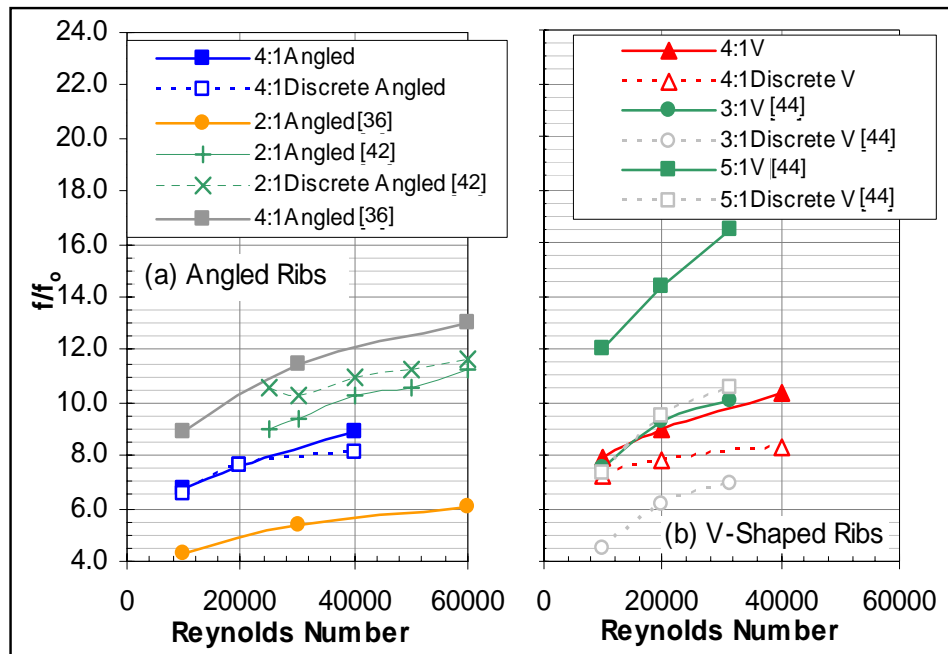 24.0
22.0
20.0
18.0
16.0
14.0
12.0
10.0
8.0
6.0
4.0
f/fo
4:1Angled
4:1Discrete Angled
2:1Angled[36]
2:1Angled [42]
2:1Discrete Angled [42]
4:1Angled[36]
(a) Angled Ribs
0 20000 40000 60000
Reynolds Number
4:1V
4:1Discrete V
3:1V [44]
3:1Discrete V [44]
5:1V [44]
5:1Discrete V [44]
(b) V-Shaped Ribs
0 20000 40000 60000
Reynolds Number